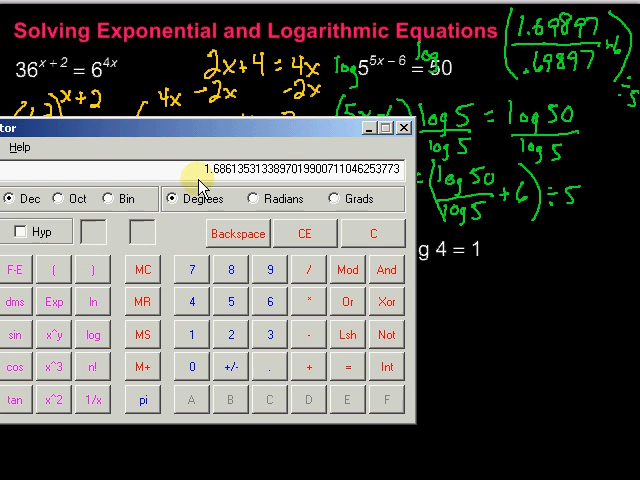 Solving Exponential and Logarithmic Equations
36^{x+2} = 6^{4x}
2x+4 = 4x
-2x -2x
log 5^{5x-6} = log 50
(1.69897 / .69897 + 6) ÷5
x+2
4x
(5x-6) log 5 / log 5 = log 50 / log 5
= (log 50 / log 5 + 6) ÷ 5
g 4 = 1
tor
Help
1.6861353133897019900711046253773
Dec Oct Bin Degrees Radians Grads
Hyp
Backspace CE C
F-E ( ) MC 7 8 9 / Mod And
dms Exp ln MR 4 5 6 * Or Xor
sin x^y log MS 1 2 3 - Lsh Not
cos x^3 n! M+ 0 +/- . + = Int
tan x^2 1/x pi A B C D E F